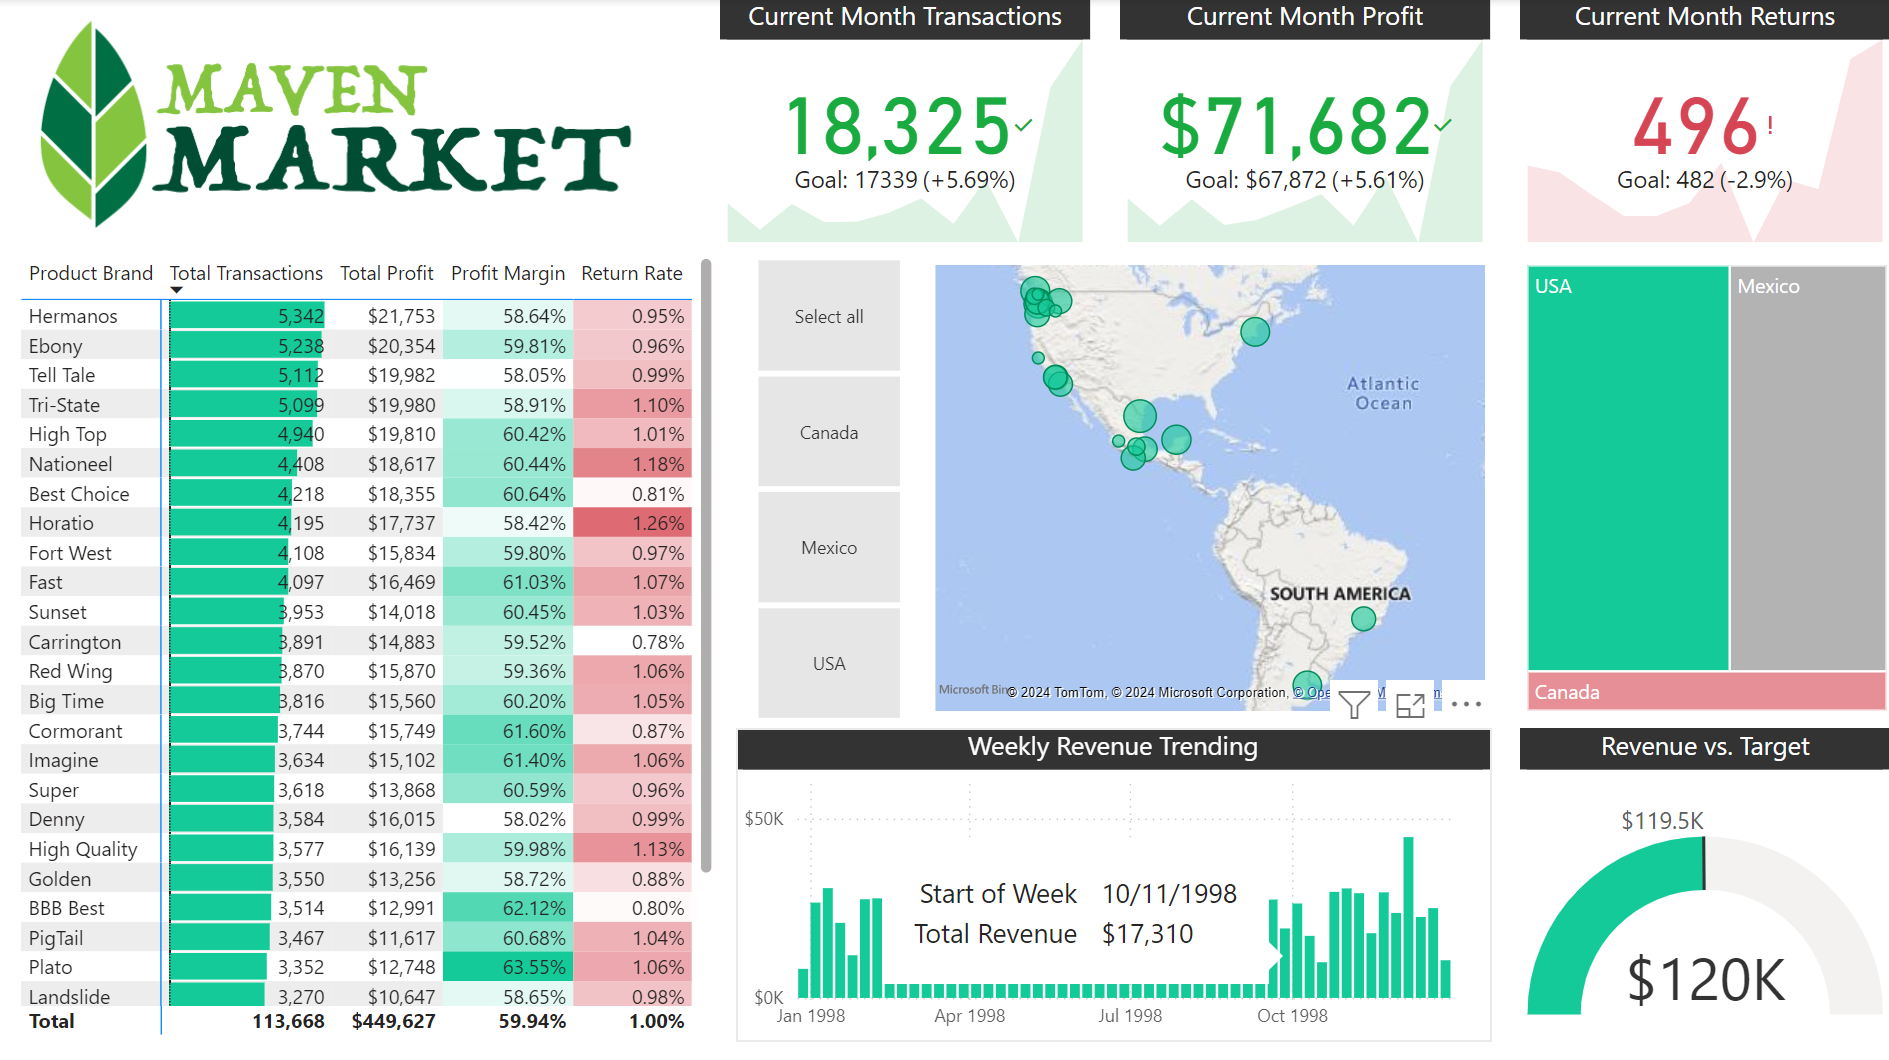 MAVEN
MARKET
Current Month Transactions
18,325
Goal: 17339 (+5.69%)
Current Month Profit
$71,682
Goal: $67,872 (+5.61%)
Current Month Returns
496!
Goal: 482 (-2.9%)
Product Brand Total Transactions Total Profit Profit Margin Return Rate
Hermanos 5,342 $21,753 58.64% 0.95%
Ebony 5,238 $20,354 59.81% 0.96%
Tell Tale 5,112 $19,982 58.05% 0.99%
Tri-State 5,099 $19,980 58.91% 1.10%
High Top 4,940 $19,810 60.42% 1.01%
Nationeel 4,408 $18,617 60.44% 1.18%
Best Choice 4,218 $18,355 60.64% 0.81%
Horatio 4,195 $17,737 58.42% 1.26%
Fort West 4,108 $15,834 59.80% 0.97%
Fast 4,097 $16,469 61.03% 1.07%
Sunset 3,953 $14,018 60.45% 1.03%
Carrington 3,891 $14,883 59.52% 0.78%
Red Wing 3,870 $15,870 59.36% 1.06%
Big Time 3,816 $15,560 60.20% 1.05%
Cormorant 3,744 $15,749 61.60% 0.87%
Imagine 3,634 $15,102 61.40% 1.06%
Super 3,618 $13,868 60.59% 0.96%
Denny 3,584 $16,015 58.02% 0.99%
High Quality 3,577 $16,139 59.98% 1.13%
Golden 3,550 $13,256 58.72% 0.88%
BBB Best 3,514 $12,991 62.12% 0.80%
PigTail 3,467 $11,617 60.68% 1.04%
Plato 3,352 $12,748 63.55% 1.06%
Landslide 3,270 $10,647 58.65% 0.98%
Total 113,668 $449,627 59.94% 1.00%
Select all
Canada
Mexico
USA
Atlantic
Ocean
SOUTH AMERICA
Microsoft Bin
© 2024 TomTom, © 2024 Microsoft Corporation, © Ope
USA
Mexico
Canada
Weekly Revenue Trending
$50K
$0K
Start of Week 10/11/1998
Total Revenue $17,310
Jan 1998 Apr 1998 Jul 1998 Oct 1998
Revenue vs. Target
$119.5K
$120K